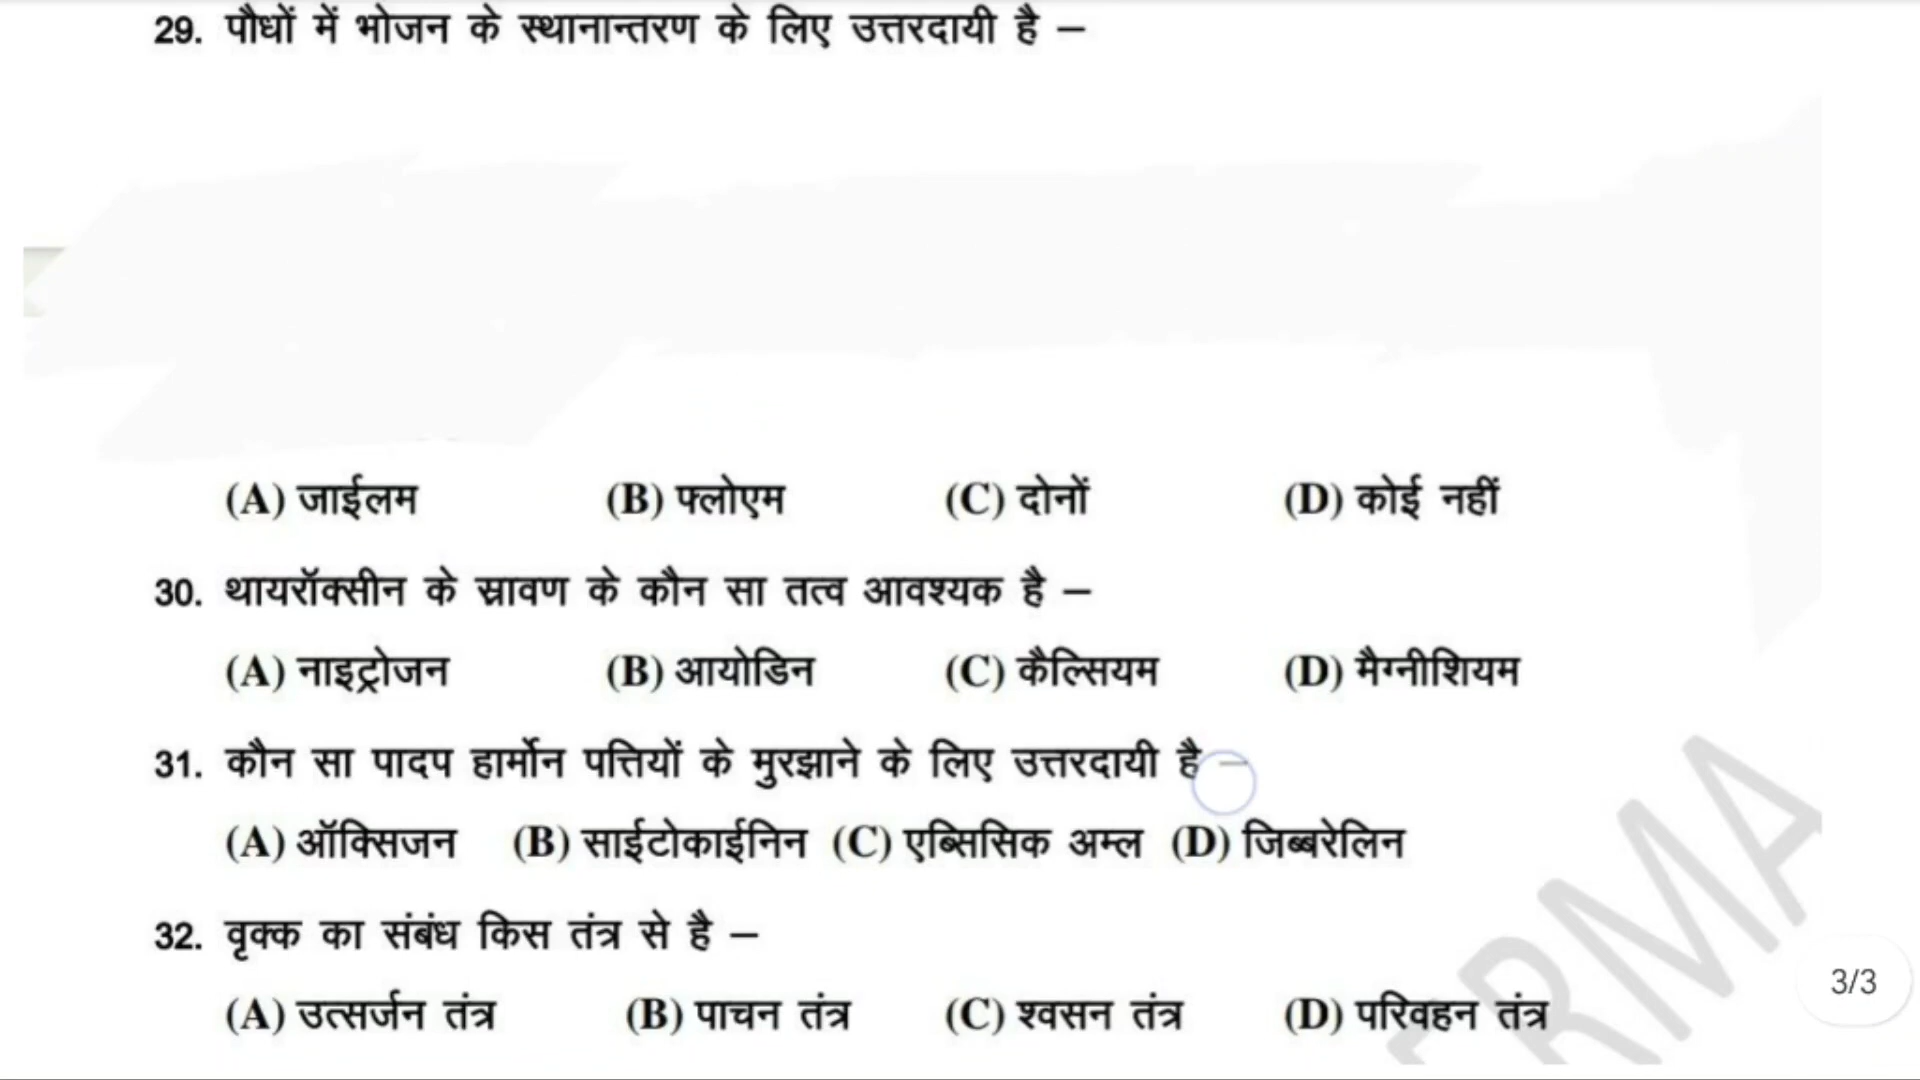 29. पौधों में भोजन के स्थानान्तरण के लिए उत्तरदायी है –
(A) जाईलम (B) फ्लोएम (C) दोनों (D) कोई नहीं
30. थायरॉक्सीन के स्रावण के कौन सा तत्व आवश्यक है –
(A) नाइट्रोजन (B) आयोडिन (C) कैल्सियम (D) मैग्नीशियम
31. कौन सा पादप हार्मोन पत्तियों के मुरझाने के लिए उत्तरदायी है –
(A) ऑक्सिजन (B) साईटोकाईनिन (C) एब्सिसिक अम्ल (D) जिब्बरेलिन
32. वृक्क का संबंध किस तंत्र से है –
(A) उत्सर्जन तंत्र (B) पाचन तंत्र (C) श्वसन तंत्र (D) परिवहन तंत्र
3/3
RMA